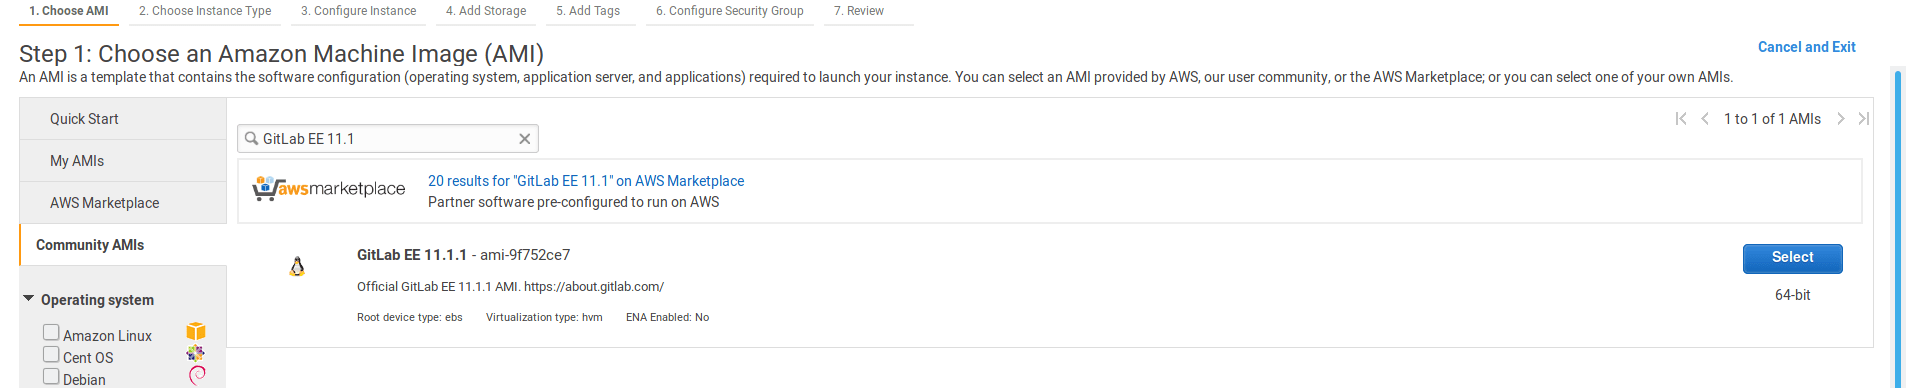 1. Choose AMI 2. Choose Instance Type 3. Configure Instance 4. Add Storage 5. Add Tags 6. Configure Security Group 7. Review
Step 1: Choose an Amazon Machine Image (AMI)
Cancel and Exit
An AMI is a template that contains the software configuration (operating system, application server, and applications) required to launch your instance. You can select an AMI provided by AWS, our user community, or the AWS Marketplace; or you can select one of your own AMIs.
Quick Start
My AMIs
AWS Marketplace
Community AMIs
Operating system
Amazon Linux
Cent OS
Debian
GitLab EE 11.1
1 to 1 of 1 AMIs
awsmarketplace
20 results for "GitLab EE 11.1" on AWS Marketplace
Partner software pre-configured to run on AWS
GitLab EE 11.1.1 - ami-9f752ce7
Official GitLab EE 11.1.1 AMI. https://about.gitlab.com/
Root device type: ebs Virtualization type: hvm ENA Enabled: No
Select
64-bit